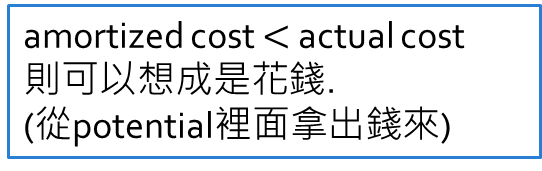 amortized cost < actual cost
則可以想成是花錢.
(從potential裡面拿出錢來)